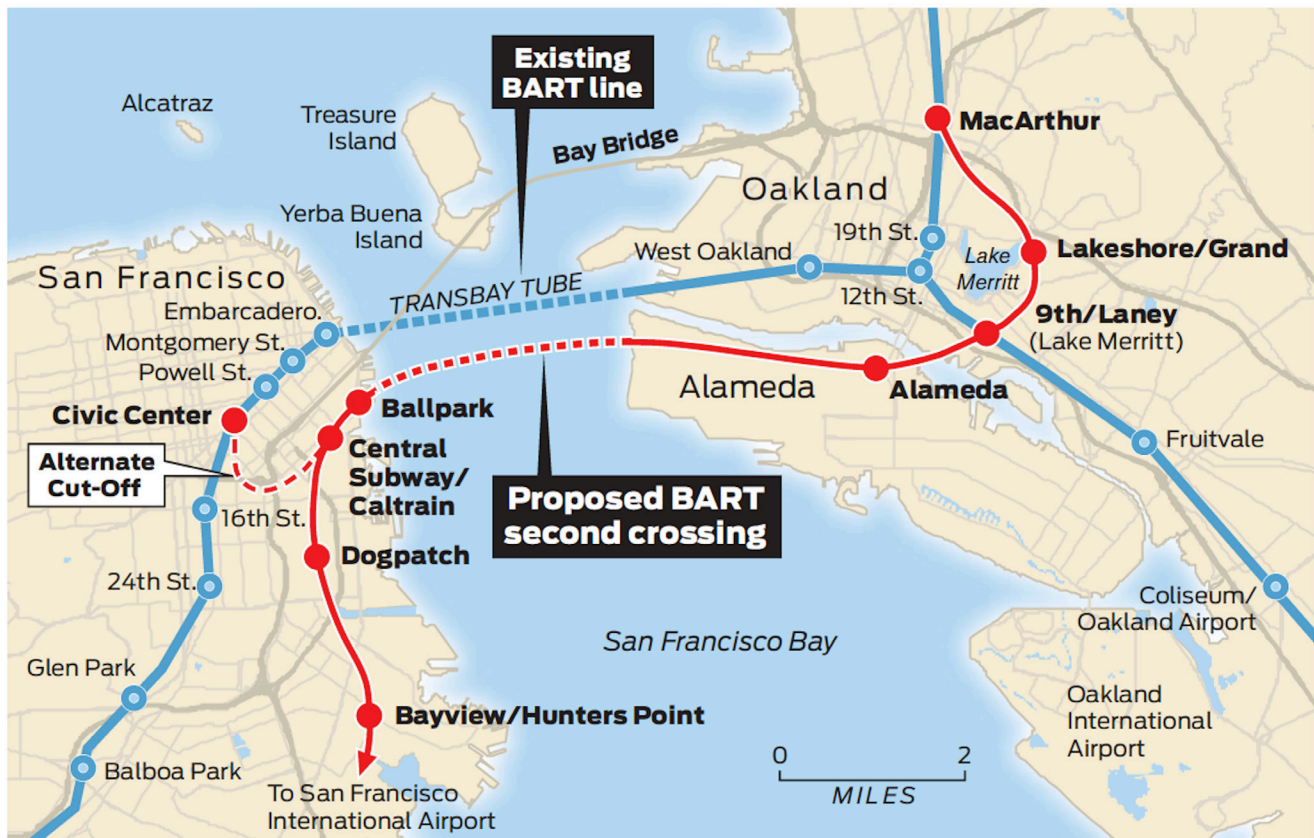 Existing
BART line
Alcatraz
Treasure
Island
Bay Bridge
MacArthur
Oakland
Yerba Buena
Island
19th St.
West Oakland
Lakeshore/Grand
Lake
Merritt
San Francisco
TRANSBAY TUBE
12th St.
Embarcadero.
9th/Laney
(Lake Merritt)
Montgomery St.
Powell St.
Alameda
Alameda
Civic Center
Ballpark
Fruitvale
Alternate
Cut-Off
Central
Subway/
Caltrain
16th St.
Proposed BART
second crossing
Dogpatch
24th St.
Coliseum/
Oakland Airport
San Francisco Bay
Glen Park
Oakland
International
Airport
Bayview/Hunters Point
0 2
MILES
Balboa Park
To San Francisco
International Airport